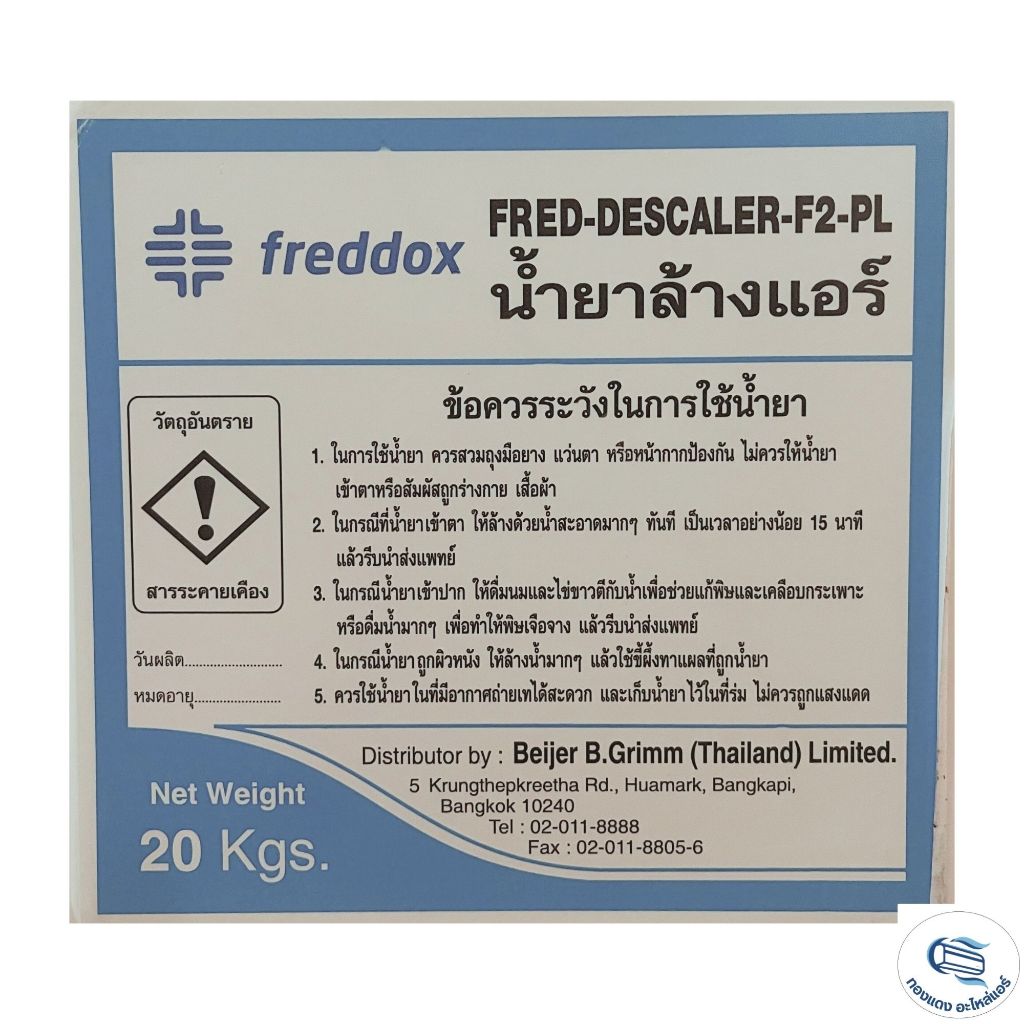 freddox
FRED-DESCALER-F2-PL
น้ำยาล้างแอร์
วัตถุอันตราย
สารระคายเคือง
วันผลิต............................
หมดอายุ.........................
ข้อควรระวังในการใช้น้ำยา
1. ในการใช้น้ำยา ควรสวมถุงมือยาง แว่นตา หรือหน้ากากป้องกัน ไม่ควรให้น้ำยา
เข้าตาหรือสัมผัสถูกร่างกาย เสื้อผ้า
2. ในกรณีที่น้ำยาเข้าตา ให้ล้างด้วยน้ำสะอาดมากๆ ทันที เป็นเวลาอย่างน้อย 15 นาที
แล้วรีบนำส่งแพทย์
3. ในกรณีน้ำยาเข้าปาก ให้ดื่มนมและไข่ขาวตีกับน้ำเพื่อช่วยแก้พิษและเคลือบกระเพาะ
หรือดื่มน้ำมากๆ เพื่อทำให้พิษเจือจาง แล้วรีบนำส่งแพทย์
4. ในกรณีน้ำยาถูกผิวหนัง ให้ล้างน้ำมากๆ แล้วใช้ขี้ผึ้งทาแผลที่ถูกน้ำยา
5. ควรใช้น้ำยาในที่มีอากาศถ่ายเทได้สะดวก และเก็บน้ำยาไว้ในที่ร่ม ไม่ควรถูกแสงแดด
Net Weight
20 Kgs.
Distributor by : Beijer B.Grimm (Thailand) Limited.
5 Krungthepkreetha Rd., Huamark, Bangkapi,
Bangkok 10240
Tel : 02-011-8888
Fax : 02-011-8805-6
ทองแดง อะไหล่แอร์